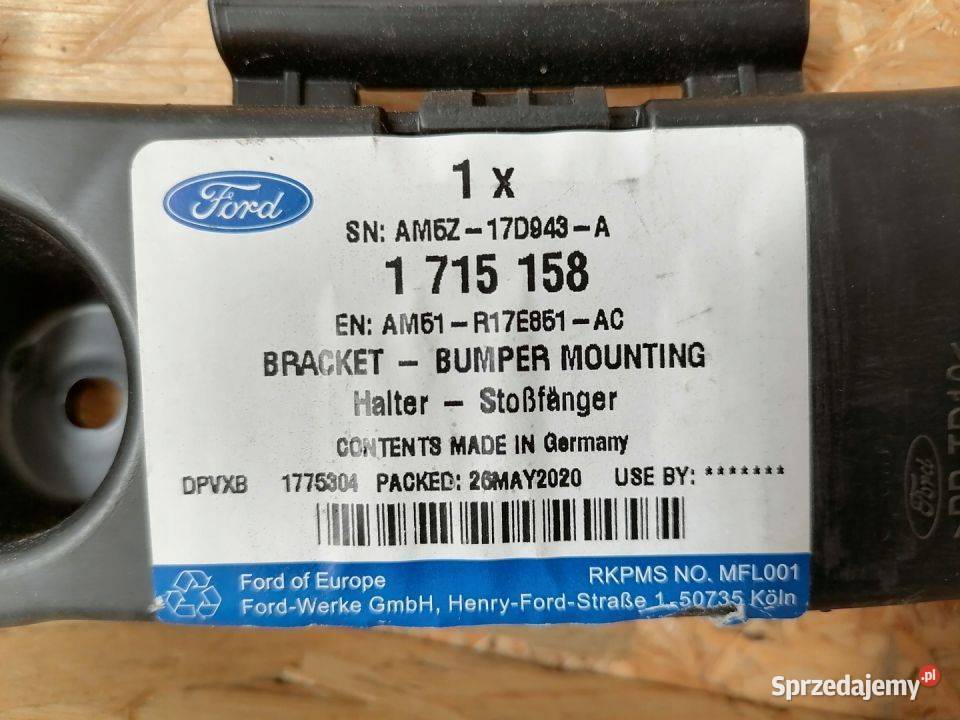 Ford
1 x
SN: AM5Z-17D943-A
1 715 158
EN: AM51-R17E851-AC
BRACKET - BUMPER MOUNTING
Halter - Stoßfänger
CONTENTS MADE IN Germany
DPVXB 1775304 PACKED: 26MAY2020 USE BY: *******
Ford of Europe RKPMS NO. MFL001
Ford-Werke GmbH, Henry-Ford-Straße 1, 50735 Köln
Ford
Sprzedajemy.pl